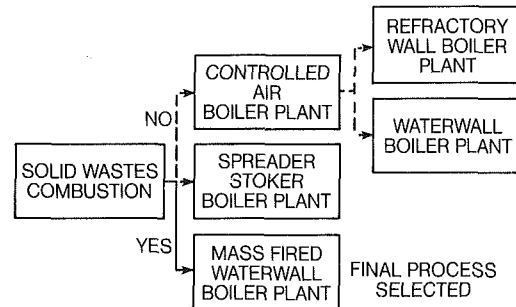 REFRACTORY
WALL BOILER
PLANT
CONTROLLED
AIR
BOILER PLANT
NO
WATERWALL
BOILER PLANT
SOLID WASTES
COMBUSTION
SPREADER
STOKER
BOILER PLANT
YES
MASS FIRED
WATERWALL
BOILER PLANT
FINAL PROCESS
SELECTED